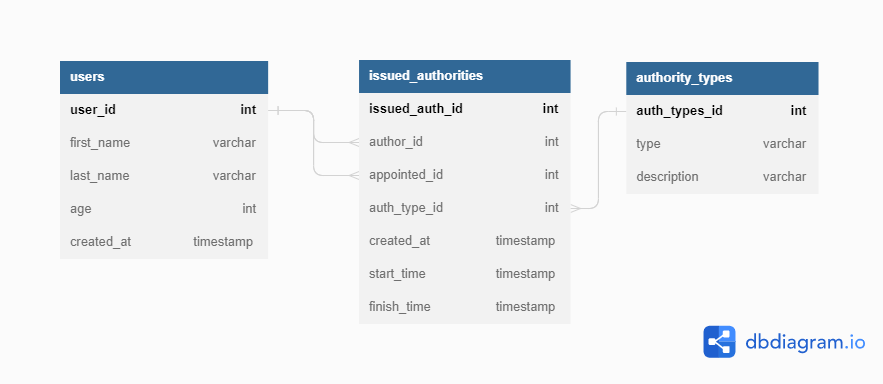 users
user_id int
first_name varchar
last_name varchar
age int
created_at timestamp
issued_authorities
issued_auth_id int
author_id int
appointed_id int
auth_type_id int
created_at timestamp
start_time timestamp
finish_time timestamp
authority_types
auth_types_id int
type varchar
description varchar
dbdiagram.io